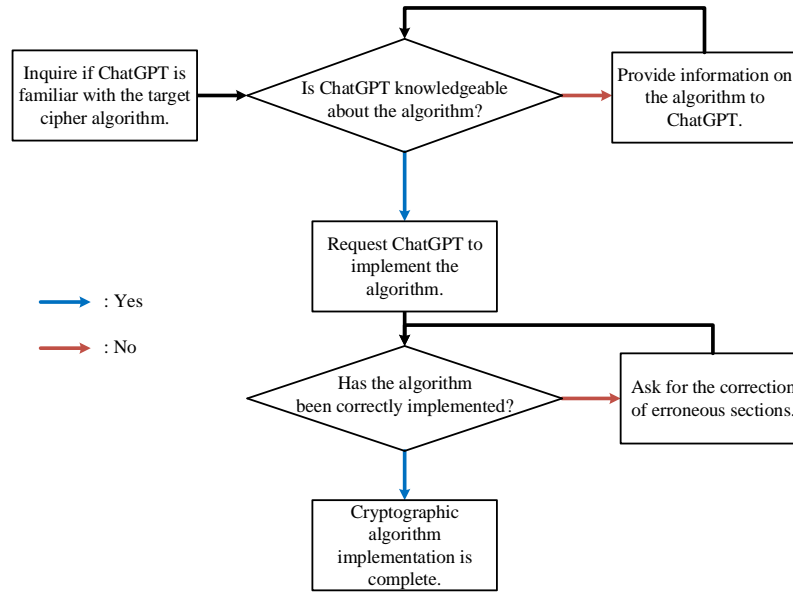 Inquire if ChatGPT is
familiar with the target
cipher algorithm.
Is ChatGPT knowledgeable
about the algorithm?
Provide information on
the algorithm to
ChatGPT.
Request ChatGPT to
implement the
algorithm.
: Yes
: No
Has the algorithm
been correctly implemented?
Ask for the correction
of erroneous sections.
Cryptographic
algorithm
implementation is
complete.